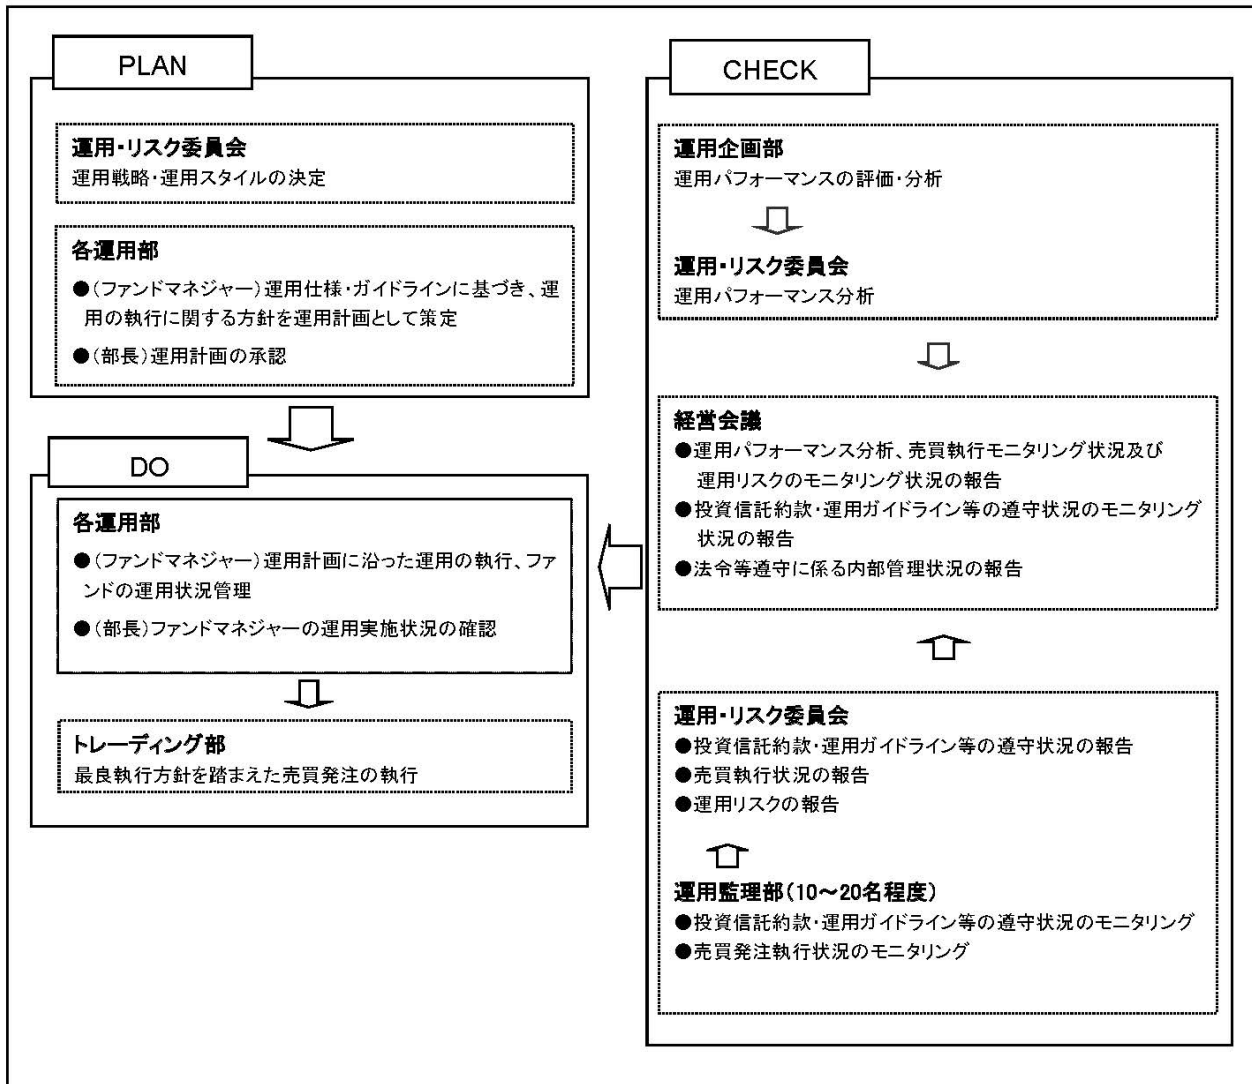 PLAN
運用・リスク委員会
運用戦略・運用スタイルの決定
各運用部
●(ファンドマネジャー)運用仕様・ガイドラインに基づき、運
用の執行に関する方針を運用計画として策定
●(部長)運用計画の承認
DO
各運用部
●(ファンドマネジャー)運用計画に沿った運用の執行、ファ
ンドの運用状況管理
●(部長)ファンドマネジャーの運用実施状況の確認
トレーディング部
最良執行方針を踏まえた売買発注の執行
CHECK
運用企画部
運用パフォーマンスの評価・分析
運用・リスク委員会
運用パフォーマンス分析
経営会議
●運用パフォーマンス分析、売買執行モニタリング状況及び
運用リスクのモニタリング状況の報告
●投資信託約款・運用ガイドライン等の遵守状況のモニタリング
状況の報告
●法令等遵守に係る内部管理状況の報告
運用・リスク委員会
●投資信託約款・運用ガイドライン等の遵守状況の報告
●売買執行状況の報告
●運用リスクの報告
運用監理部(10～20名程度)
●投資信託約款・運用ガイドライン等の遵守状況のモニタリング
●売買発注執行状況のモニタリング